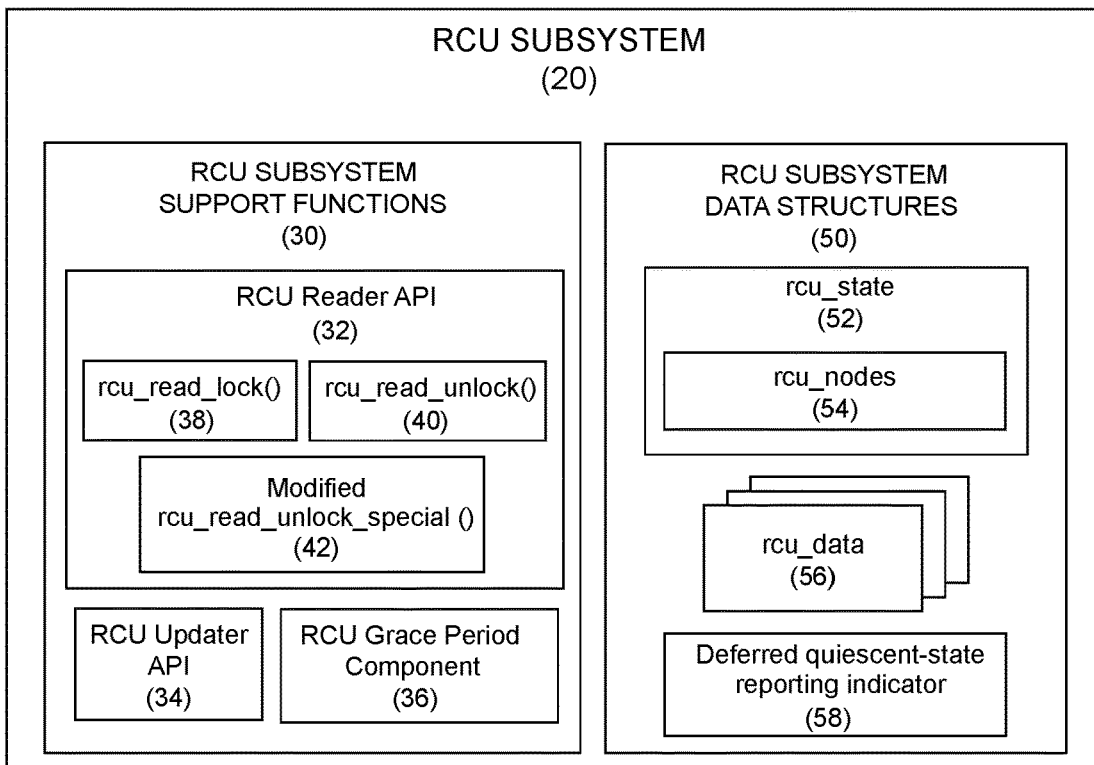 RCU SUBSYSTEM
(20)
RCU SUBSYSTEM
SUPPORT FUNCTIONS
(30)
RCU Reader API
(32)
rcu_read_lock()
(38)
rcu_read_unlock()
(40)
Modified
rcu_read_unlock_special ()
(42)
RCU Updater
API
(34)
RCU Grace Period
Component
(36)
RCU SUBSYSTEM
DATA STRUCTURES
(50)
rcu_state
(52)
rcu_nodes
(54)
rcu_data
(56)
Deferred quiescent-state
reporting indicator
(58)